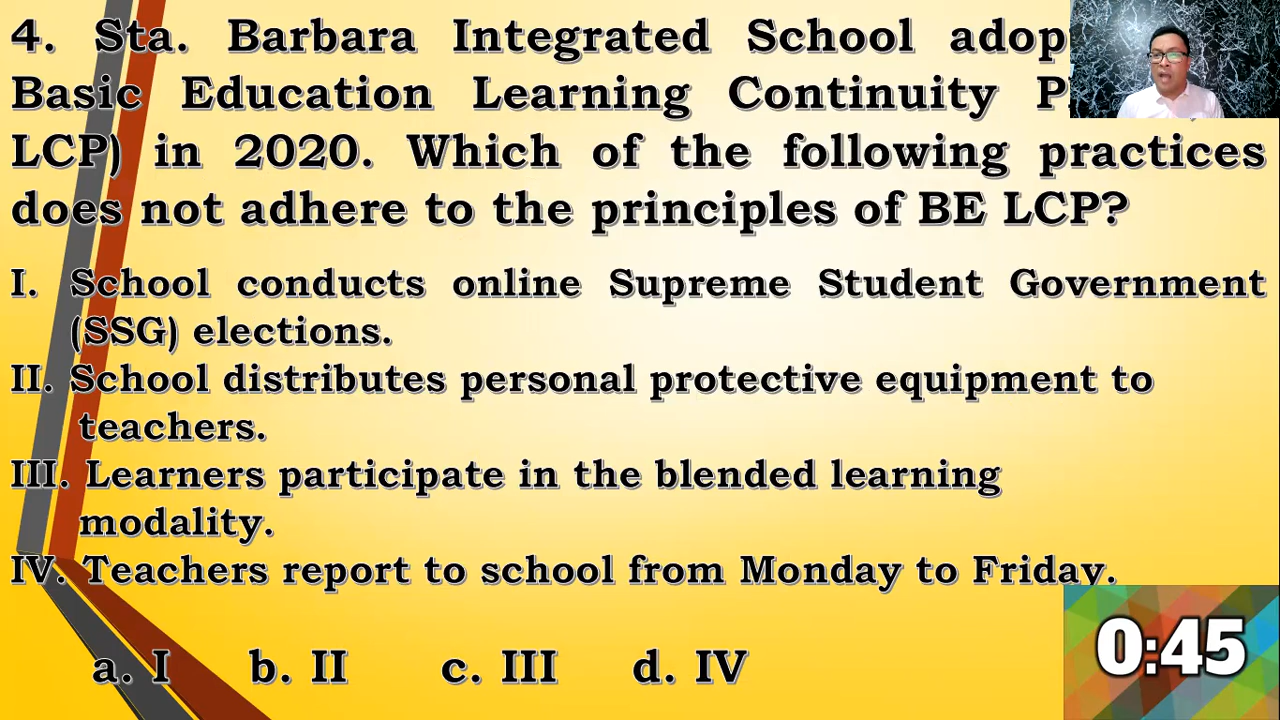 4. Sta. Barbara Integrated School adop
Basic Education Learning Continuity P
LCP) in 2020. Which of the following practices
does not adhere to the principles of BE LCP?
I. School conducts online Supreme Student Government
(SSG) elections.
II. School distributes personal protective equipment to
teachers.
III. Learners participate in the blended learning
modality.
IV. Teachers report to school from Monday to Friday.
a. I b. II c. III d. IV
0:45